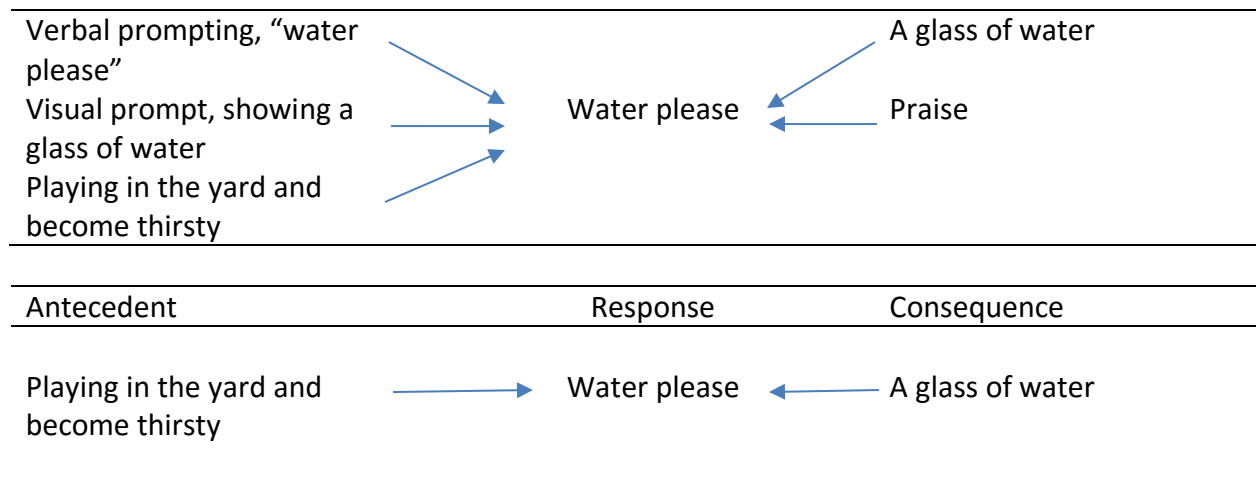 Verbal prompting, “water A glass of water
please”
Visual prompt, showing a Water please Praise
glass of water
Playing in the yard and
become thirsty
Antecedent Response Consequence
Playing in the yard and Water please A glass of water
become thirsty